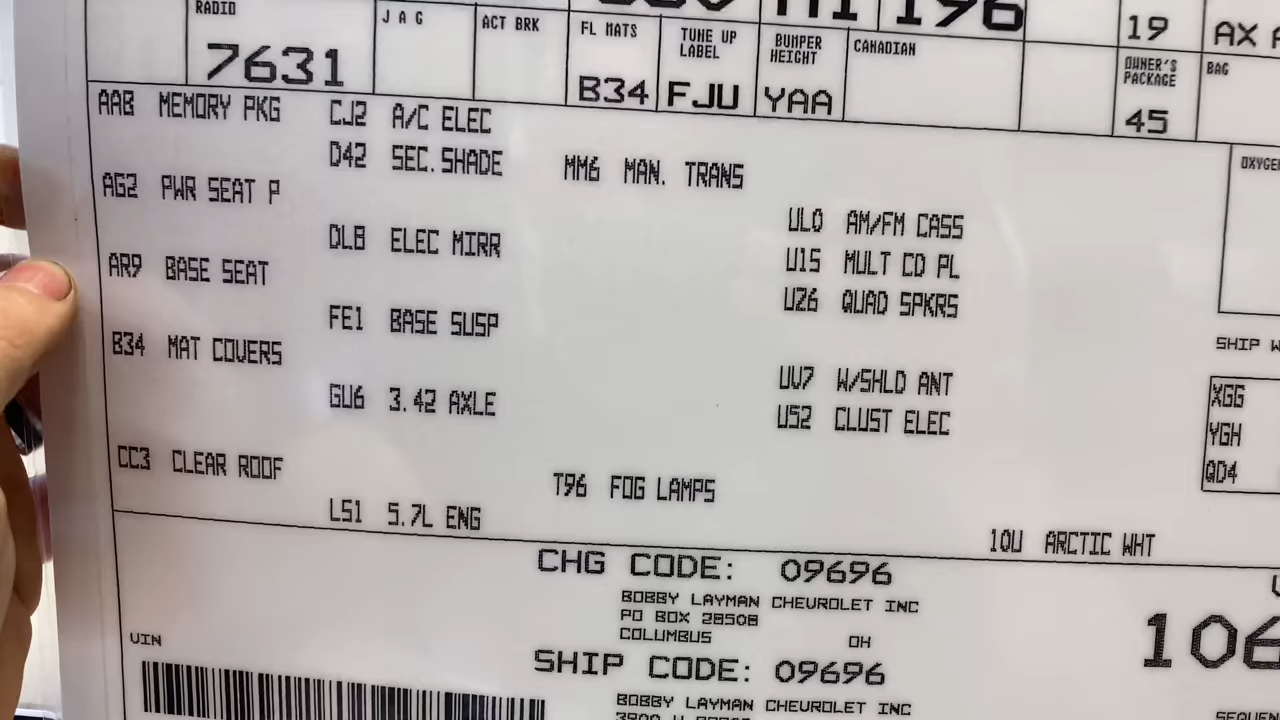 196
RADIO
7631
J A G
ACT BRK
FL MATS
B34
TUNE UP
LABEL
FJU
BUMPER
HEIGHT
YAA
CANADIAN
19
OWNER'S
PACKAGE
45
AX
BAG
AAB MEMORY PKG
CJ2 A/C ELEC
D42 SEC.SHADE
MM6 MAN. TRANS
AG2 PWR SEAT P
UL0 AM/FM CASS
DL8 ELEC MIRR
U1S MULT CD PL
AR9 BASE SEAT
UZ6 QUAD SPKRS
FE1 BASE SUSP
B34 MAT COVERS
UV7 W/SHLD ANT
GU6 3.42 AXLE
U52 CLUST ELEC
SHIP W
XGG
YGH
QD4
CC3 CLEAR ROOF
T96 FOG LAMPS
LS1 5.7L ENG
10U ARCTIC WHT
CHG CODE: 09696
BOBBY LAYMAN CHEVROLET INC
PO BOX 28508
COLUMBUS OH
VIN
SHIP CODE: 09696
106
BOBBY LAYMAN CHEVROLET INC